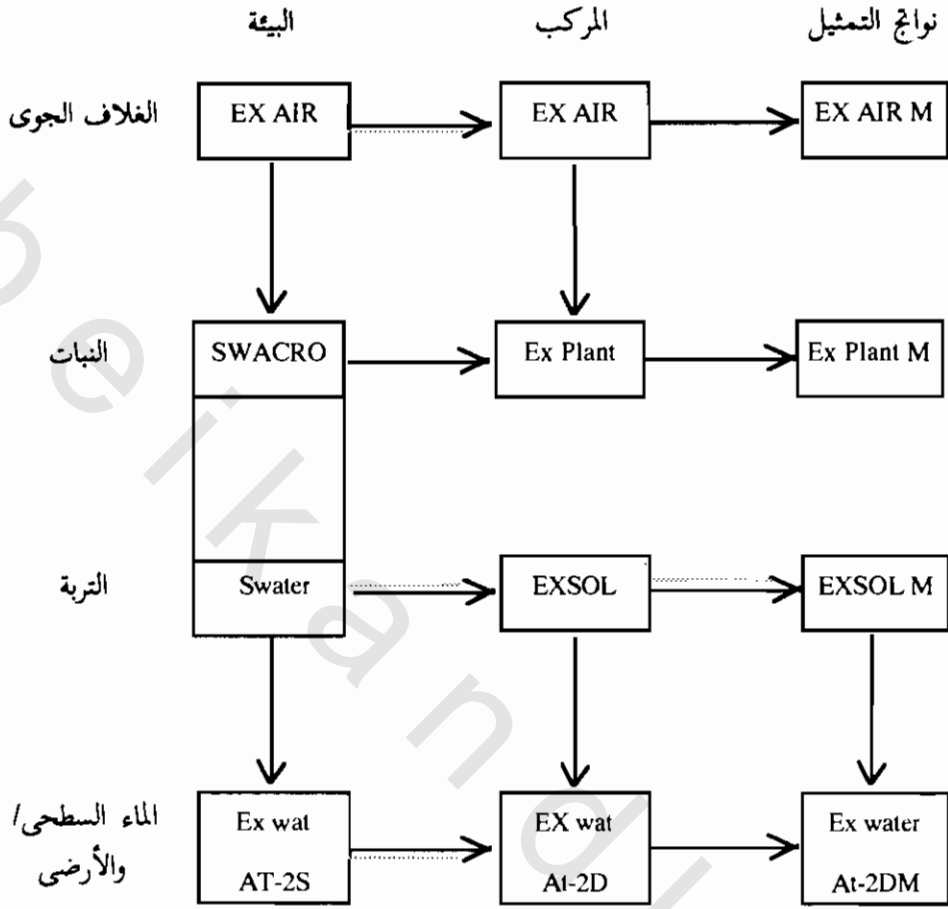 البيئة المركب نواتج التمثيل
الغلاف الجوى EX AIR EX AIR EX AIR M
النبات SWACRO Ex Plant Ex Plant M
التربة Swater EXSOL EXSOL M
الماء السطحى/ Ex wat EX wat Ex water
والأرضى AT-2S At-2D At-2DM
beikandl